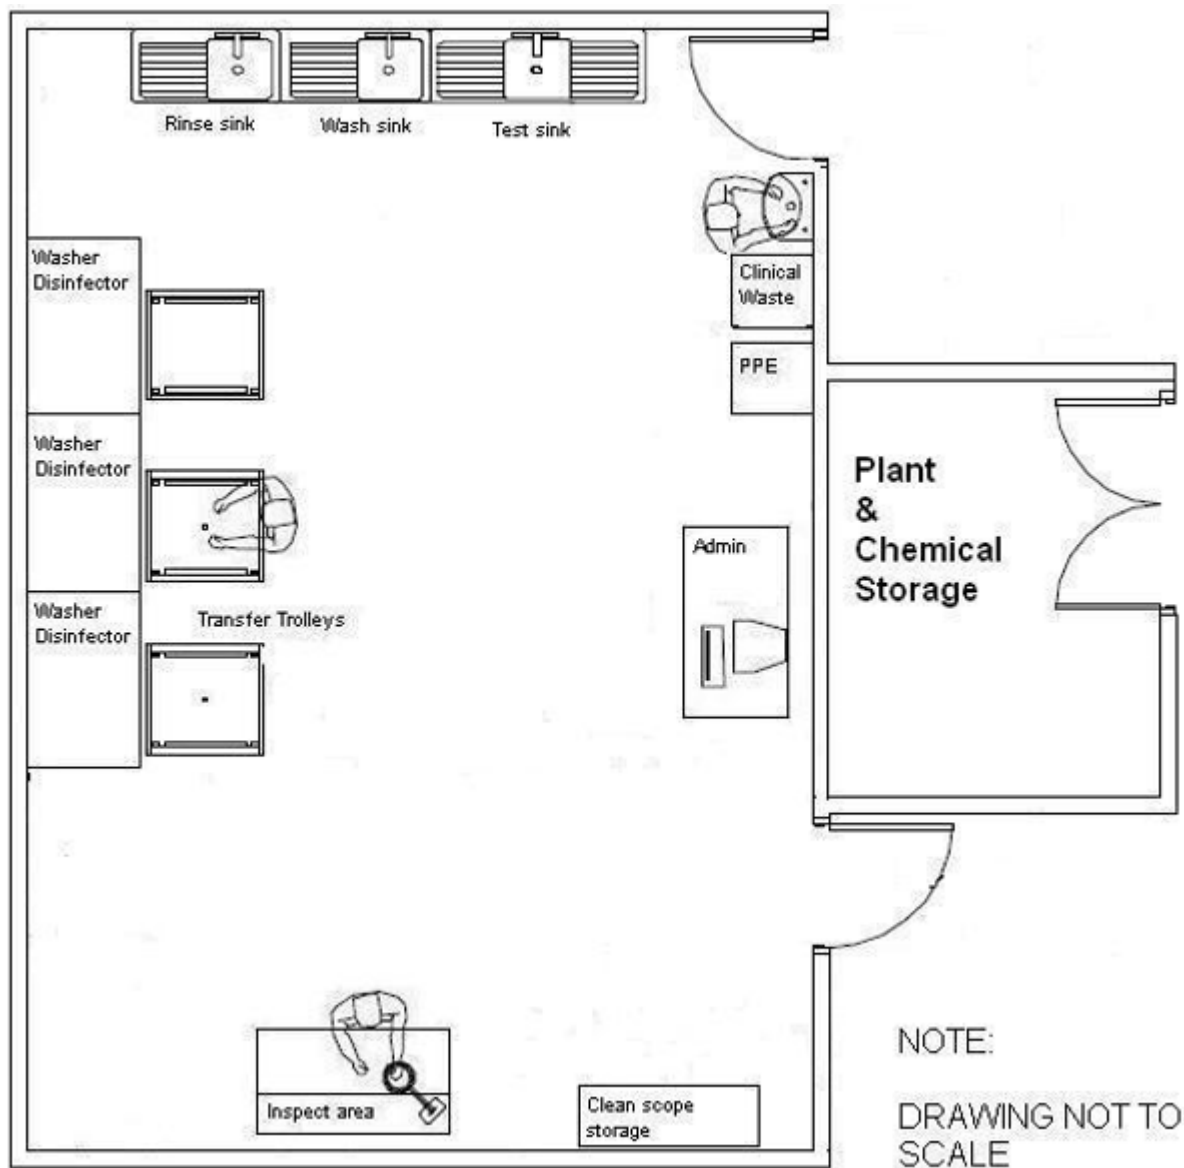 Rinse sink
Wash sink
Test sink
Washer
Disinfector
Clinical
Waste
PPE
Washer
Disinfector
Plant
&
Chemical
Storage
Admin
Washer
Disinfector
Transfer Trolleys
NOTE:
DRAWING NOT TO
SCALE
Inspect area
Clean scope
storage